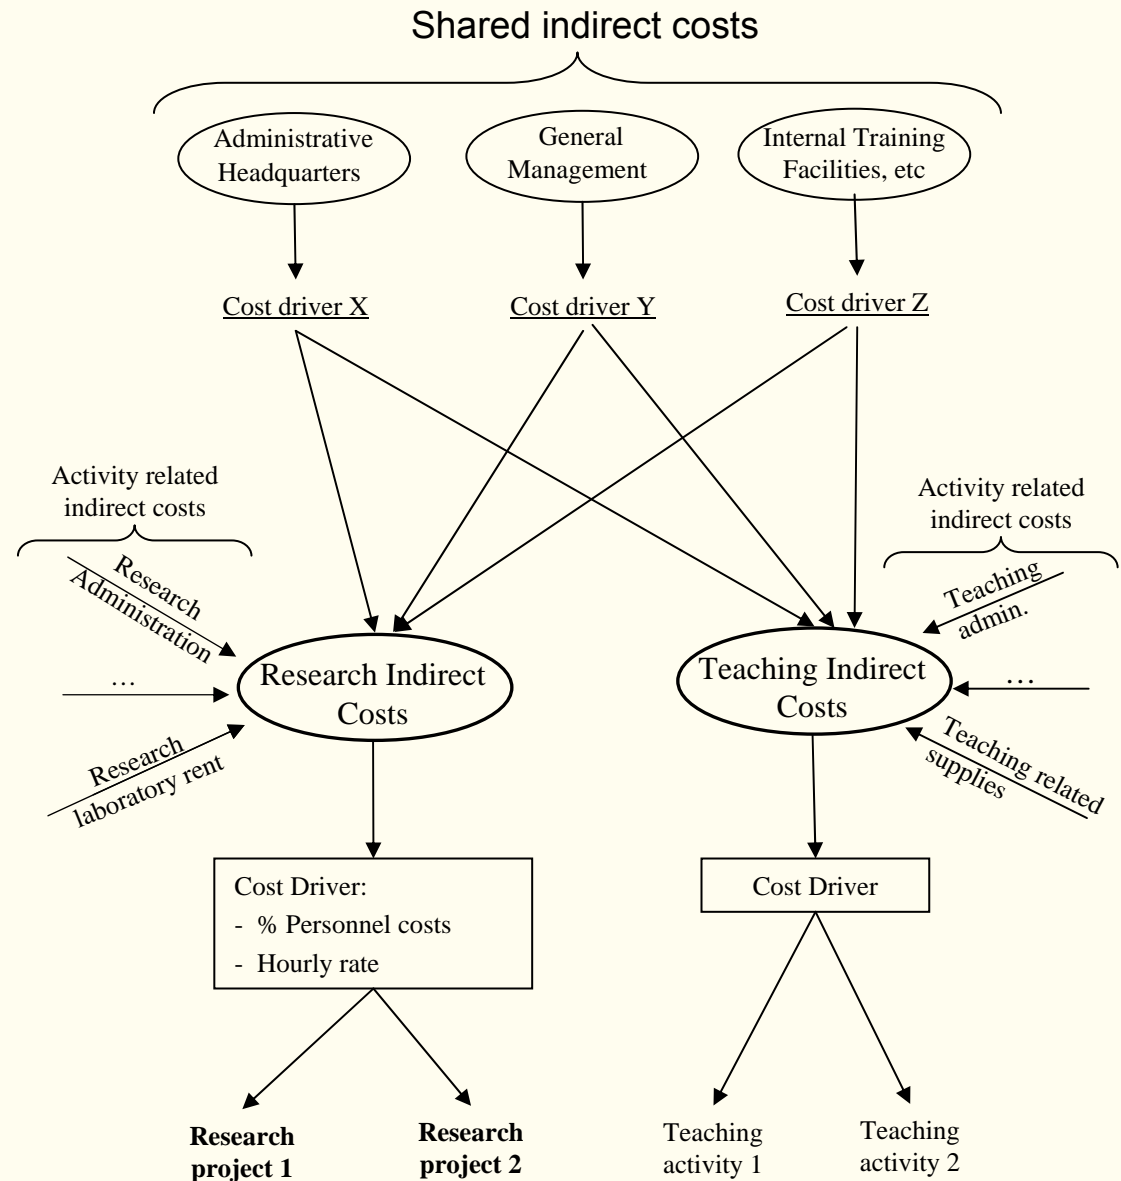 Shared indirect costs
Administrative
Headquarters
General
Management
Internal Training
Facilities, etc
Cost driver X
Cost driver Y
Cost driver Z
Activity related
indirect costs
Activity related
indirect costs
Research
Administration
…
Research
laboratory rent
Research Indirect
Costs
Teaching Indirect
Costs
Teaching
admin.
…
Teaching related
supplies
Cost Driver:
- % Personnel costs
- Hourly rate
Cost Driver
Research
project 1
Research
project 2
Teaching
activity 1
Teaching
activity 2